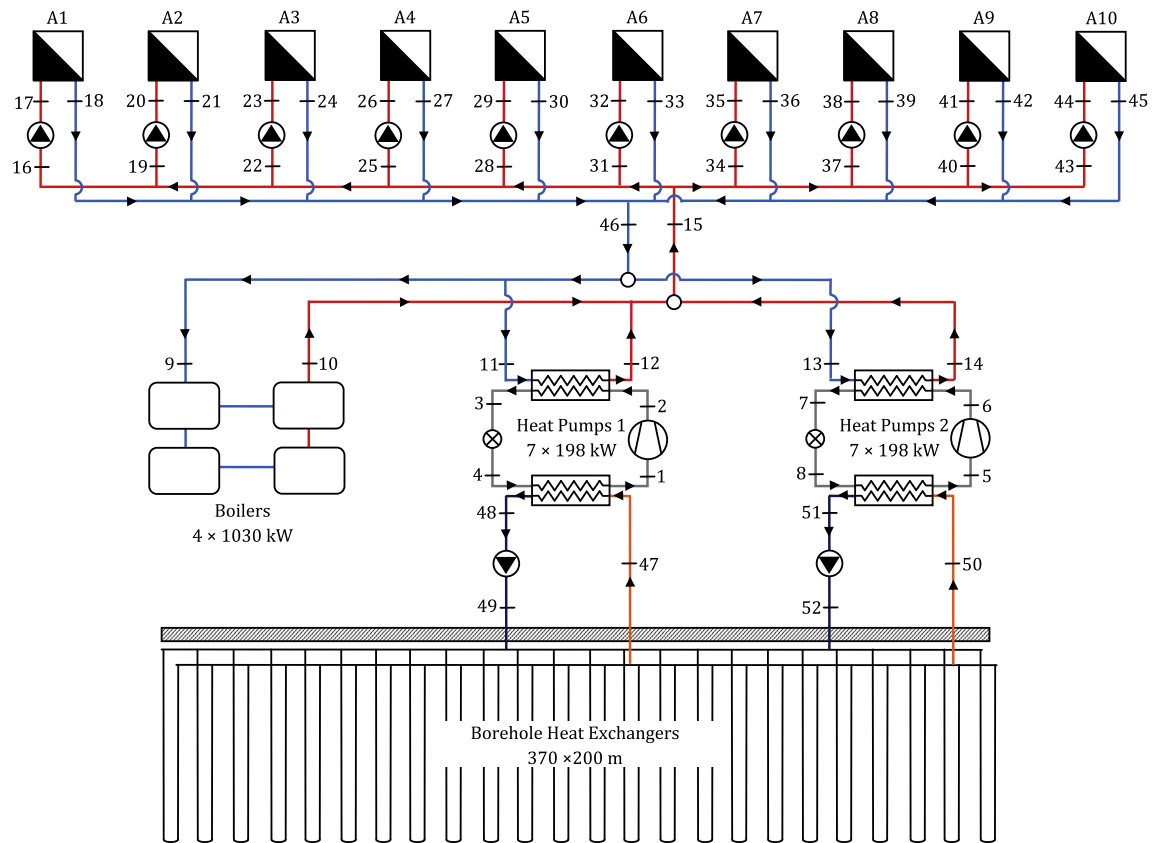 A1 A2 A3 A4 A5 A6 A7 A8 A9 A10
17 18 20 21 23 24 26 27 29 30 32 33 35 36 38 39 41 42 44 45
16 19 22 25 28 31 34 37 40 43
46 15
9 10 11 12 13 14
3 2 7 6
Heat Pumps 1 Heat Pumps 2
7 × 198 kW 7 × 198 kW
4 1 8 5
Boilers
4 × 1030 kW
48 51
47 50
49 52
Borehole Heat Exchangers
370 ×200 m